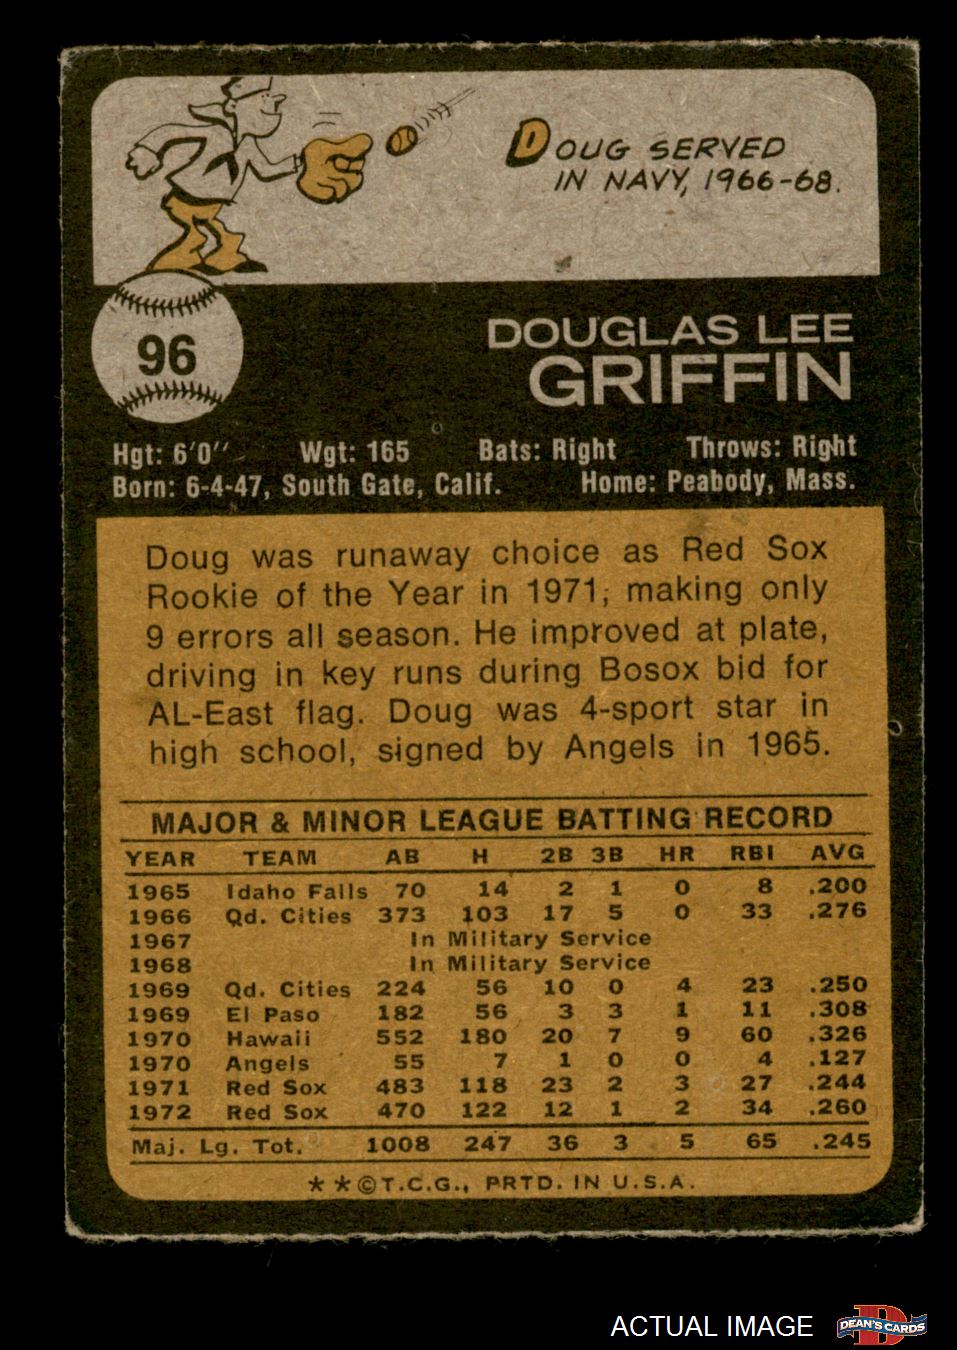 DOUG SERVED
IN NAVY, 1966-68.
96
DOUGLAS LEE
GRIFFIN
Hgt: 6'0" Wgt: 165 Bats: Right Throws: Right
Born: 6-4-47, South Gate, Calif. Home: Peabody, Mass.
Doug was runaway choice as Red Sox
Rookie of the Year in 1971, making only
9 errors all season. He improved at plate,
driving in key runs during Bosox bid for
AL-East flag. Doug was 4-sport star in
high school, signed by Angels in 1965.
MAJOR & MINOR LEAGUE BATTING RECORD
YEAR TEAM AB H 2B 3B HR RBI AVG
1965 Idaho Falls 70 14 2 1 0 8 .200
1966 Qd. Cities 373 103 17 5 0 33 .276
1967 In Military Service
1968 In Military Service
1969 Qd. Cities 224 56 10 0 4 23 .250
1969 El Paso 182 56 3 3 1 11 .308
1970 Hawaii 552 180 20 7 9 60 .326
1970 Angels 55 7 1 0 0 4 .127
1971 Red Sox 483 118 23 2 3 27 .244
1972 Red Sox 470 122 12 1 2 34 .260
Maj. Lg. Tot. 1008 247 36 3 5 65 .245
**©T.C.G., PRTD. IN U.S.A.
ACTUAL IMAGE
DEAN'S CARDS